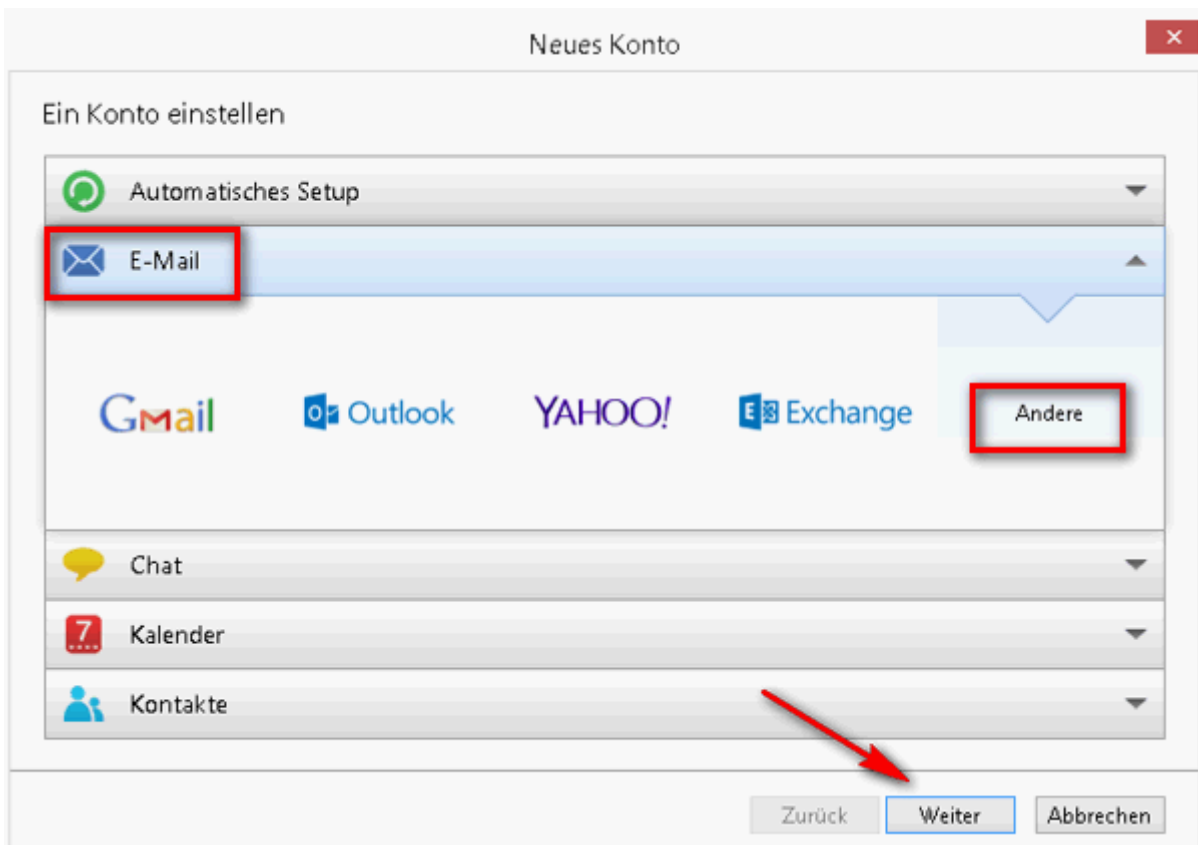 Neues Konto
Ein Konto einstellen
Automatisches Setup
E-Mail
Gmail
Outlook
YAHOO!
Exchange
Andere
Chat
7 Kalender
Kontakte
Zurück
Weiter
Abbrechen